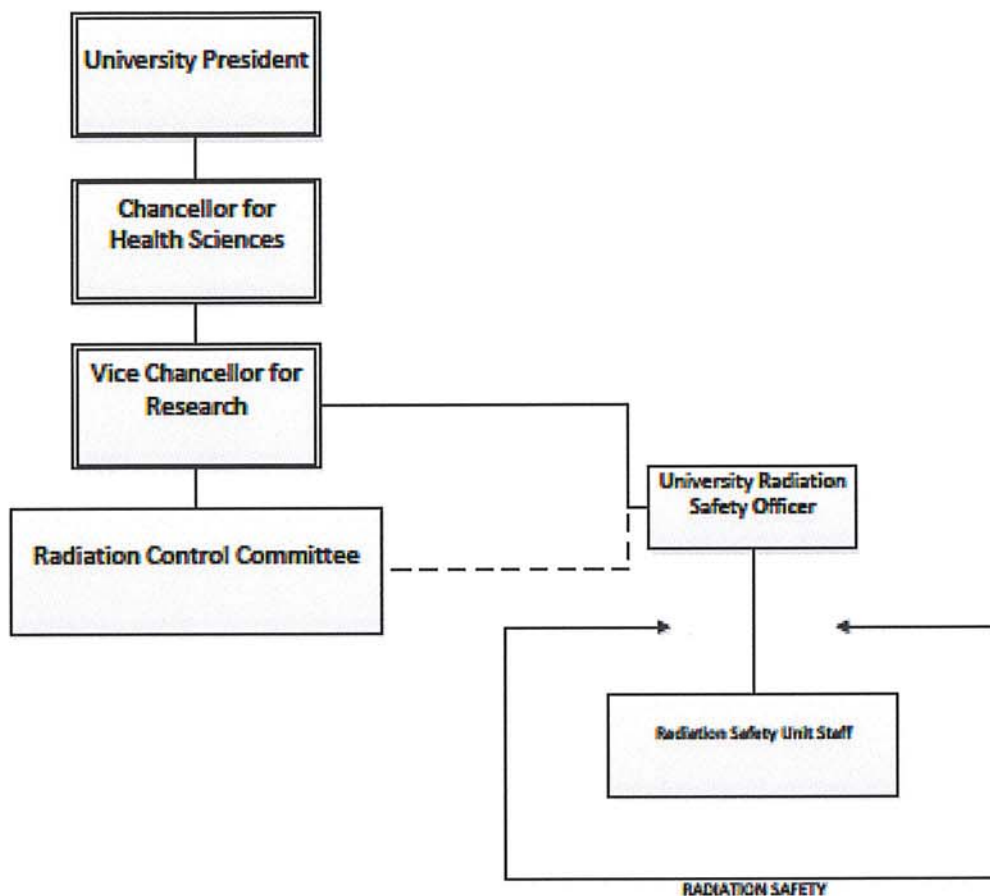 University President
Chancellor for
Health Sciences
Vice Chancellor for
Research
University Radiation
Safety Officer
Radiation Control Committee
Radiation Safety Unit Staff
RADIATION SAFETY